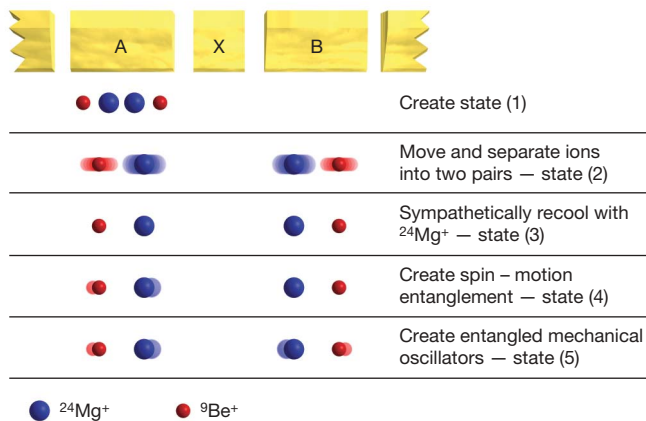 A X B
Create state (1)
Move and separate ions
into two pairs — state (2)
Sympathetically recool with
²⁴Mg⁺ — state (3)
Create spin – motion
entanglement — state (4)
Create entangled mechanical
oscillators — state (5)
²⁴Mg⁺ ⁹Be⁺